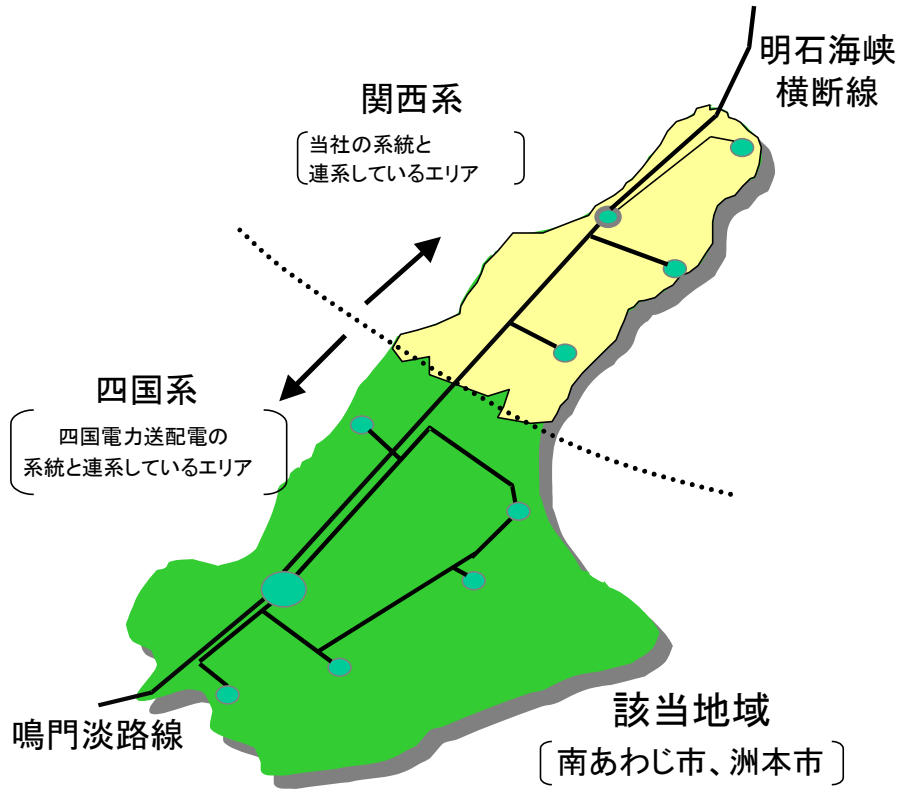 明石海峡
横断線
関西系
当社の系統と
連系しているエリア
四国系
四国電力送配電の
系統と連系しているエリア
鳴門淡路線
該当地域
南あわじ市、洲本市